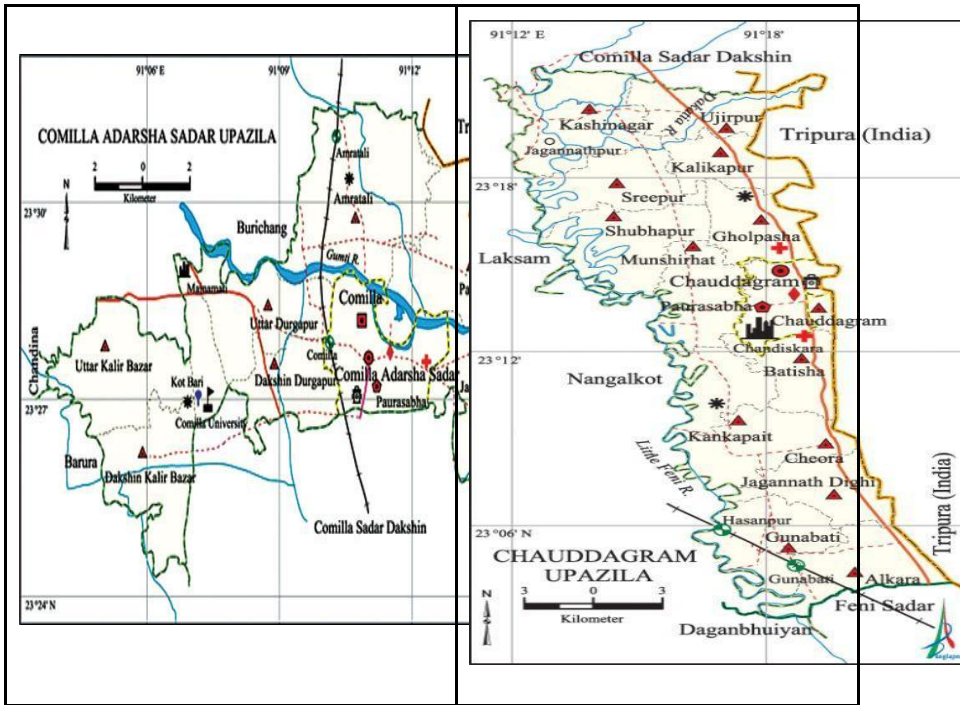 91°06' E
91°09'
91°12'
COMILLA ADARSHA SADAR UPAZILA
2
0
2
Kilometer
N
23°30'
Amratali
Amratali
Burichang
Gumti R.
Mainamati
Comilla
Uttar Durgapur
Chandina
Uttar Kalir Bazar
Comilla
Kot Bari
Dakshin Durgapur
Comilla Adarsha Sadar
Paurasabha
23°27'
Comilla University
Barura
Dakshin Kalir Bazar
Comilla Sadar Dakshin
23°24' N
91°12' E
91°18'
Comilla Sadar Dakshin
Dakatia R.
Kashinagar
Ujirpur
Tripura (India)
Jagannathpur
Kalikapur
23°18'
Sreepur
Shubhapur
Gholpasha
Laksam
Munshirhat
Chauddagram
Paurasabha
Chauddagram
Chandiskara
23°12'
Batisha
Nangalkot
Kankapait
Cheora
Little Feni R.
Jagannath Dighi
Tripura (India)
Hasanpur
23°06' N
Gunabati
CHAUDDAGRAM
UPAZILA
Gunabati
Alkara
N
3
0
3
Kilometer
Feni Sadar
Daganbhuiyan